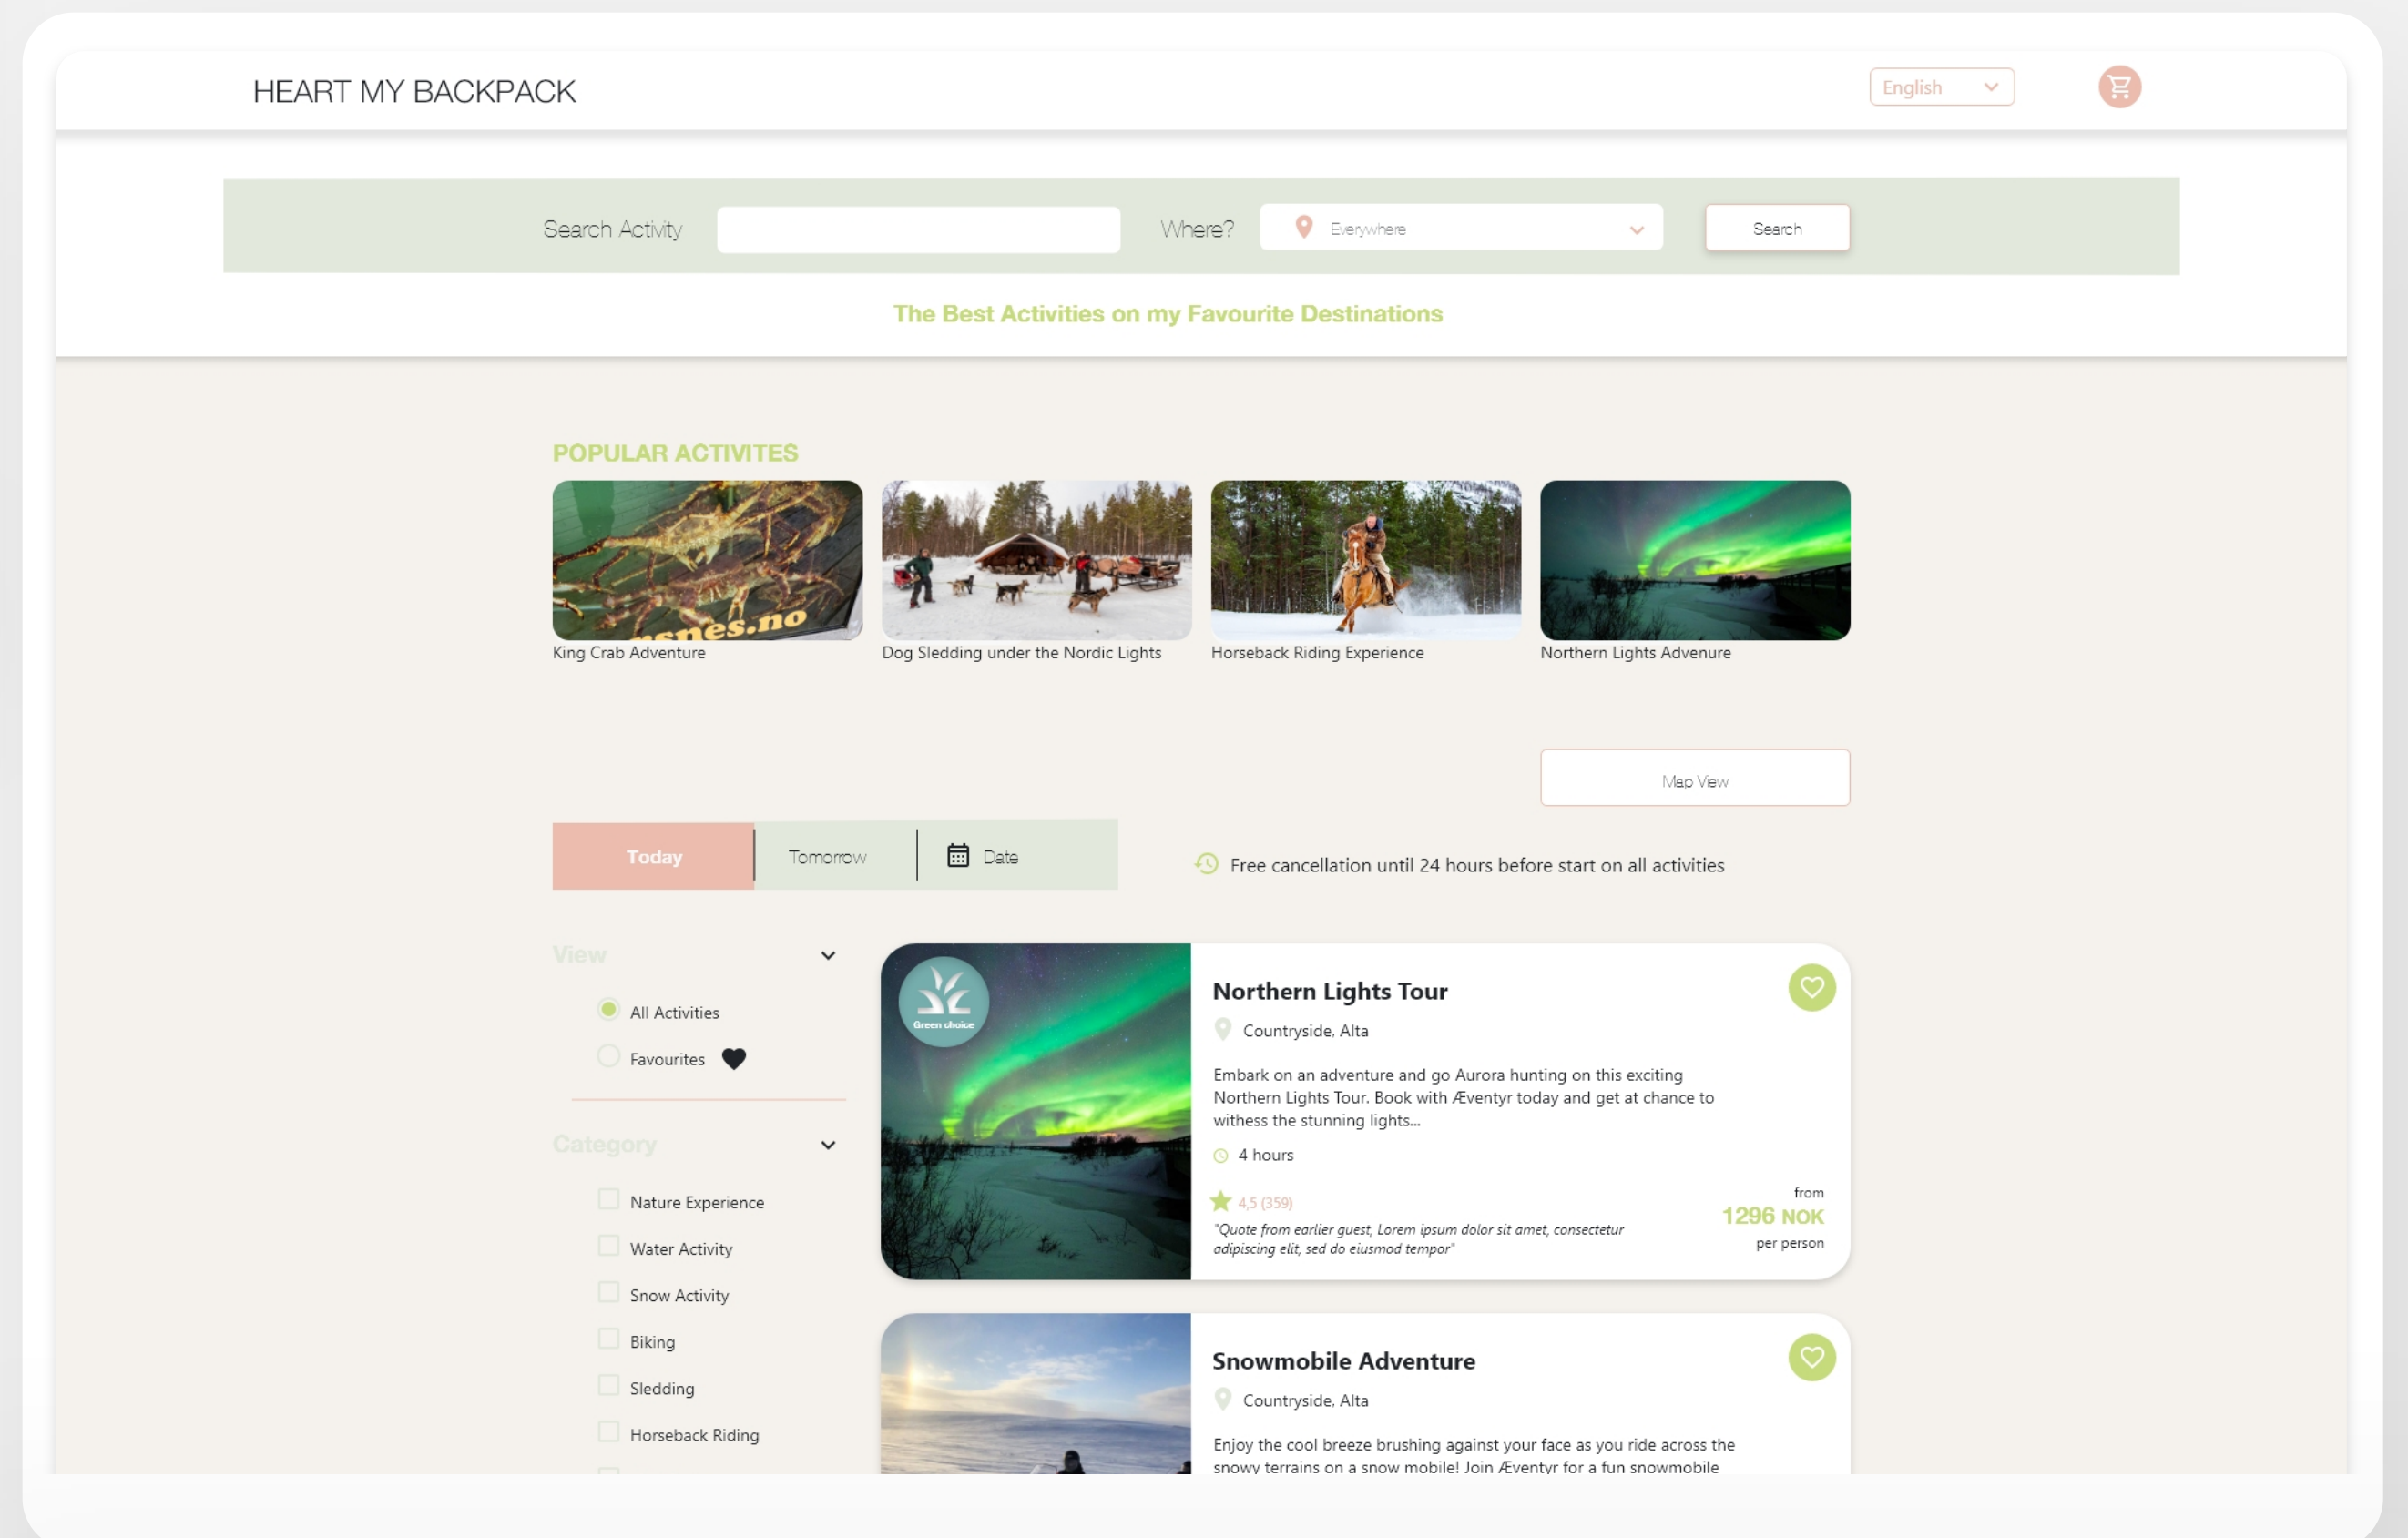 HEART MY BACKPACK
English
Search Activity
Where?
Everywhere
Search
The Best Activities on my Favourite Destinations
POPULAR ACTIVITES
snes.no
King Crab Adventure
Dog Sledding under the Nordic Lights
Horseback Riding Experience
Northern Lights Advenure
Map View
Today
Tomorrow
Date
Free cancellation until 24 hours before start on all activities
View
All Activities
Favourites
Category
Nature Experience
Water Activity
Snow Activity
Biking
Sledding
Horseback Riding
Green choice
Northern Lights Tour
Countryside, Alta
Embark on an adventure and go Aurora hunting on this exciting
Northern Lights Tour. Book with Æventyr today and get at chance to
withess the stunning lights...
4 hours
4,5 (359)
"Quote from earlier guest, Lorem ipsum dolor sit amet, consectetur
adipiscing elit, sed do eiusmod tempor"
from
1296 NOK
per person
Snowmobile Adventure
Countryside, Alta
Enjoy the cool breeze brushing against your face as you ride across the
snowy terrains on a snow mobile! Join Æventyr for a fun snowmobile